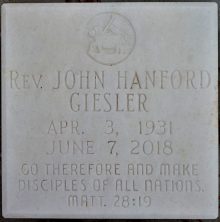 REV. JOHN HANFORD
GIESLER
APR. 3, 1931
JUNE 7, 2018
GO THEREFORE AND MAKE
DISCIPLES OF ALL NATIONS.
MATT. 28:19